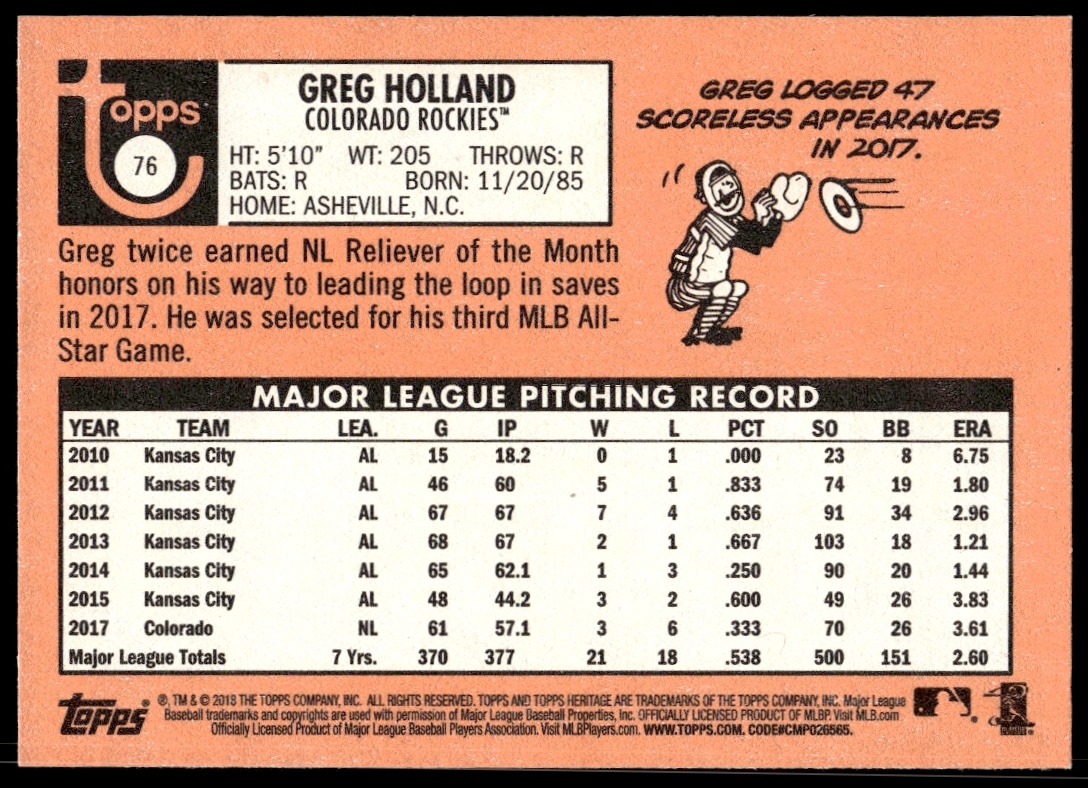 topps
76
GREG HOLLAND
COLORADO ROCKIES™
HT: 5'10" WT: 205 THROWS: R
BATS: R BORN: 11/20/85
HOME: ASHEVILLE, N.C.
GREG LOGGED 47
SCORELESS APPEARANCES
IN 2017.
Greg twice earned NL Reliever of the Month
honors on his way to leading the loop in saves
in 2017. He was selected for his third MLB All-
Star Game.
MAJOR LEAGUE PITCHING RECORD
YEAR TEAM LEA. G IP W L PCT SO BB ERA
2010 Kansas City AL 15 18.2 0 1 .000 23 8 6.75
2011 Kansas City AL 46 60 5 1 .833 74 19 1.80
2012 Kansas City AL 67 67 7 4 .636 91 34 2.96
2013 Kansas City AL 68 67 2 1 .667 103 18 1.21
2014 Kansas City AL 65 62.1 1 3 .250 90 20 1.44
2015 Kansas City AL 48 44.2 3 2 .600 49 26 3.83
2017 Colorado NL 61 57.1 3 6 .333 70 26 3.61
Major League Totals 7 Yrs. 370 377 21 18 .538 500 151 2.60
topps
®, TM & © 2018 THE TOPPS COMPANY, INC. ALL RIGHTS RESERVED. TOPPS AND TOPPS HERITAGE ARE TRADEMARKS OF THE TOPPS COMPANY, INC. Major League
Baseball trademarks and copyrights are used with permission of Major League Baseball Properties, Inc. OFFICIALLY LICENSED PRODUCT OF MLBP. Visit MLB.com
Officially Licensed Product of Major League Baseball Players Association. Visit MLBPlayers.com. WWW.TOPPS.COM. CODE#CMP026565.